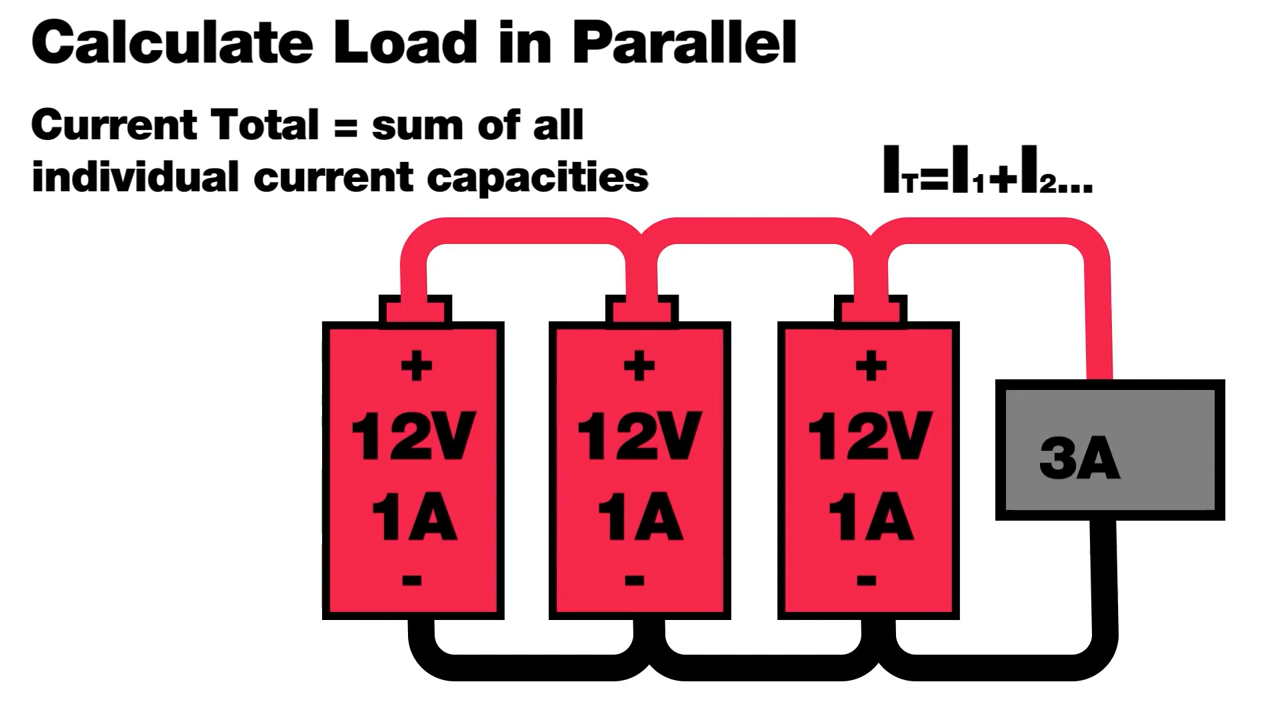 Calculate Load in Parallel
Current Total = sum of all
individual current capacities
IT=I1+I2...
+ + +
12V 12V 12V
3A
1A 1A 1A
- - -